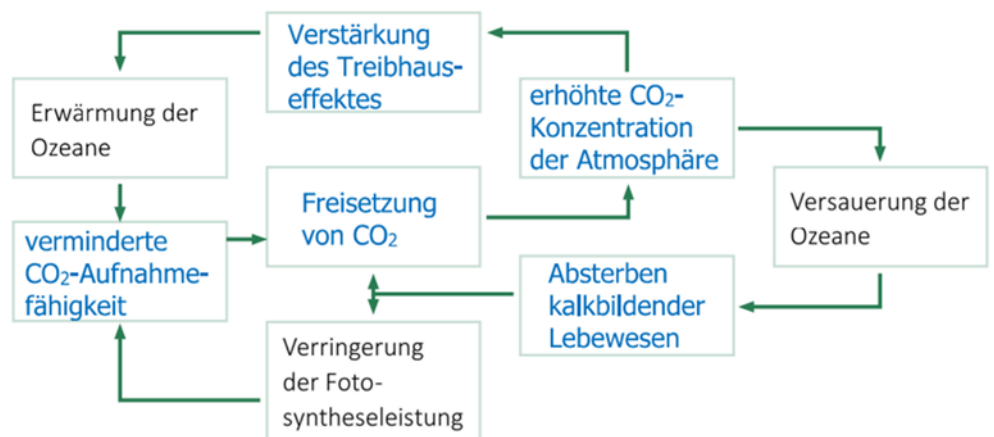 Verstärkung
des Treibhaus-
effektes
Erwärmung der
Ozeane
erhöhte CO₂-
Konzentration
der Atmosphäre
Freisetzung
von CO₂
Versauerung der
Ozeane
verminderte
CO₂-Aufnahme-
fähigkeit
Absterben
kalkbildender
Lebewesen
Verringerung
der Foto-
syntheseleistung